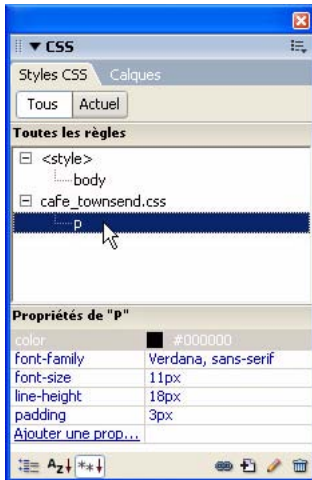 CSS
Styles CSS Calques
Tous Actuel
Toutes les règles
<style>
body
cafe_townsend.css
p
Propriétés de "P"
color #000000
font-family Verdana, sans-serif
font-size 11px
line-height 18px
padding 3px
Ajouter une prop...
AZ
**